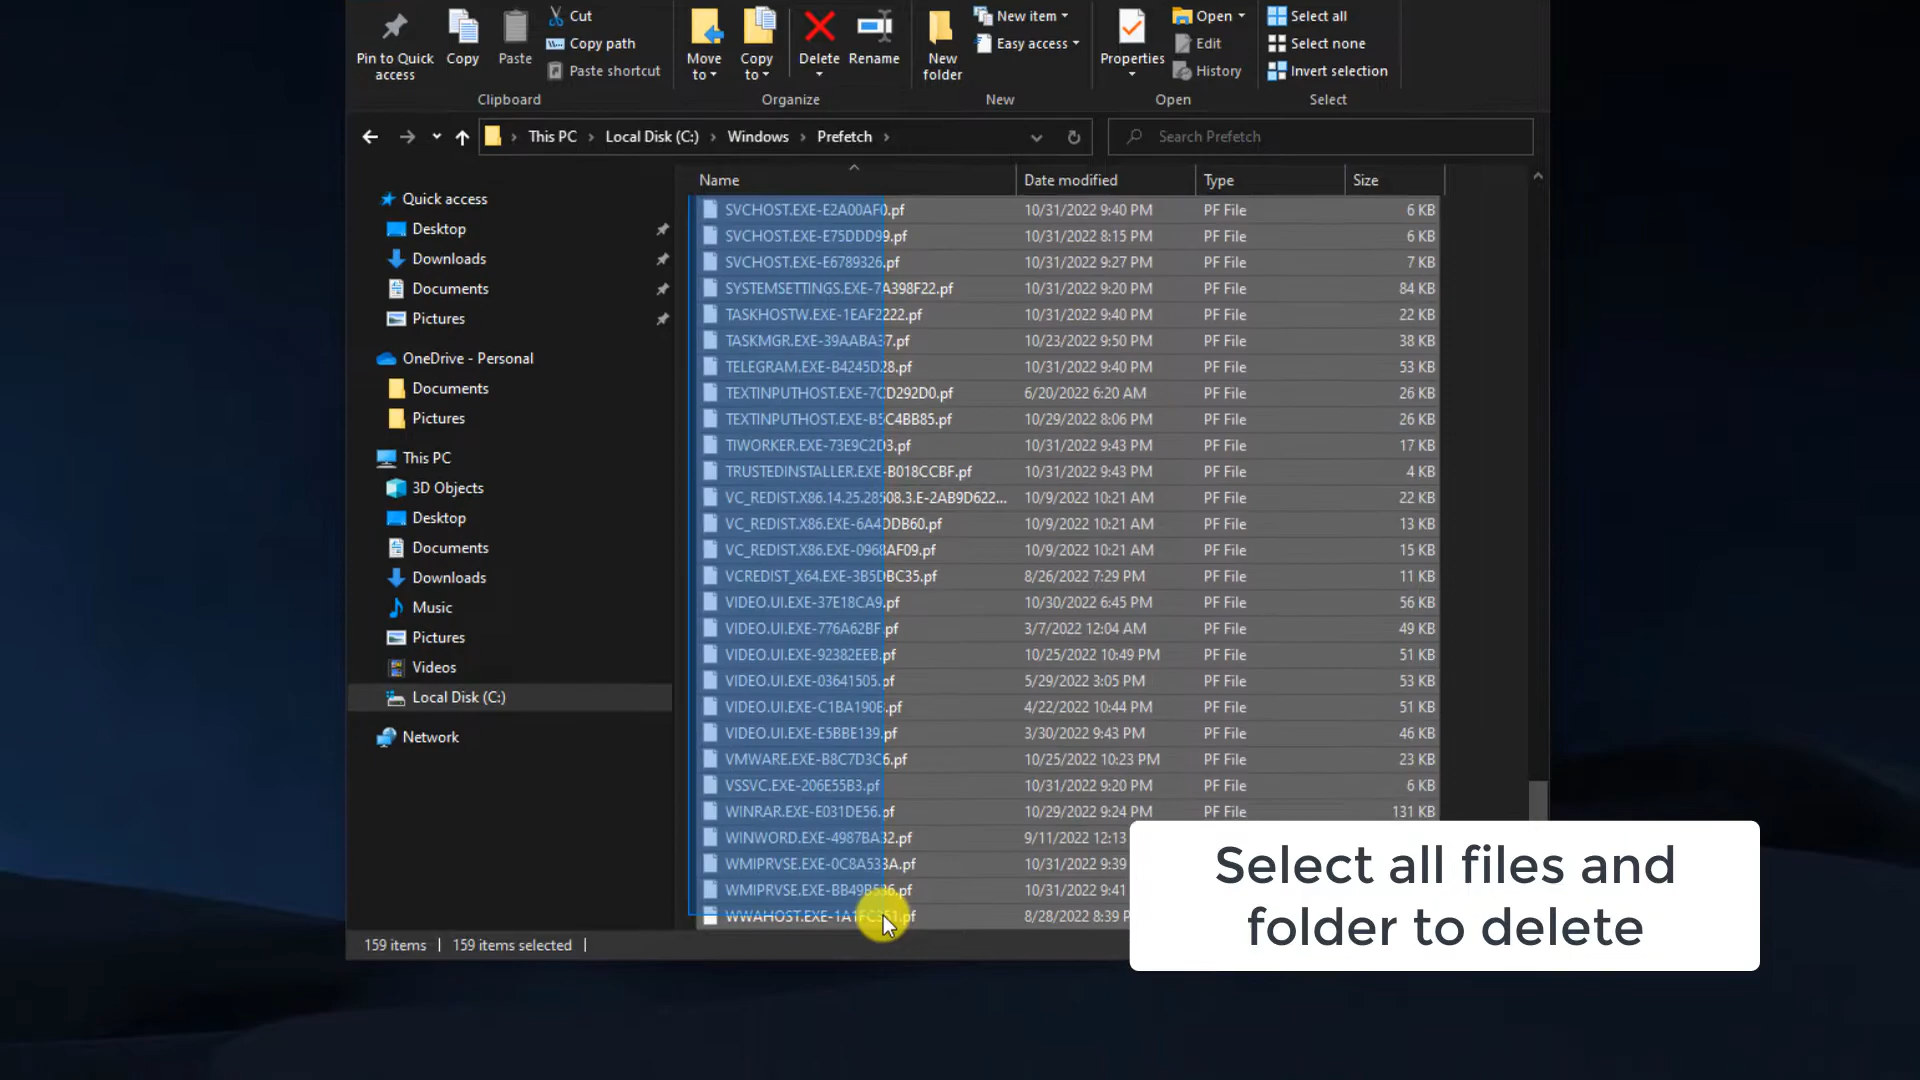 Pin to Quick access
Copy
Paste
Cut
Copy path
Paste shortcut
Clipboard
Move to
Copy to
Delete
Rename
Organize
New folder
New item
Easy access
New
Properties
Open
Edit
History
Open
Select all
Select none
Invert selection
Select
This PC > Local Disk (C:) > Windows > Prefetch >
Search Prefetch
Quick access
Desktop
Downloads
Documents
Pictures
OneDrive - Personal
Documents
Pictures
This PC
3D Objects
Desktop
Documents
Downloads
Music
Pictures
Videos
Local Disk (C:)
Network
Name Date modified Type Size
SVCHOST.EXE-E2A00AF0.pf 10/31/2022 9:40 PM PF File 6 KB
SVCHOST.EXE-E75DDD99.pf 10/31/2022 8:15 PM PF File 6 KB
SVCHOST.EXE-E6789326.pf 10/31/2022 9:27 PM PF File 7 KB
SYSTEMSETTINGS.EXE-7A398F22.pf 10/31/2022 9:20 PM PF File 84 KB
TASKHOSTW.EXE-1EAF2222.pf 10/31/2022 9:40 PM PF File 22 KB
TASKMGR.EXE-39AABA37.pf 10/23/2022 9:50 PM PF File 38 KB
TELEGRAM.EXE-B4245D28.pf 10/31/2022 9:40 PM PF File 53 KB
TEXTINPUTHOST.EXE-7CD292D0.pf 6/20/2022 6:20 AM PF File 26 KB
TEXTINPUTHOST.EXE-B5C4BB85.pf 10/29/2022 8:06 PM PF File 26 KB
TIWORKER.EXE-73E9C2D3.pf 10/31/2022 9:43 PM PF File 17 KB
TRUSTEDINSTALLER.EXE-B018CCBF.pf 10/31/2022 9:43 PM PF File 4 KB
VC_REDIST.X86.14.25.28508.3.E-2AB9D622... 10/9/2022 10:21 AM PF File 22 KB
VC_REDIST.X86.EXE-6A4DDB60.pf 10/9/2022 10:21 AM PF File 13 KB
VC_REDIST.X86.EXE-0968AF09.pf 10/9/2022 10:21 AM PF File 15 KB
VCREDIST_X64.EXE-3B5DBC35.pf 8/26/2022 7:29 PM PF File 11 KB
VIDEO.UI.EXE-37E18CA9.pf 10/30/2022 6:45 PM PF File 56 KB
VIDEO.UI.EXE-776A62BF.pf 3/7/2022 12:04 AM PF File 49 KB
VIDEO.UI.EXE-92382EEB.pf 10/25/2022 10:49 PM PF File 51 KB
VIDEO.UI.EXE-03641505.pf 5/29/2022 3:05 PM PF File 53 KB
VIDEO.UI.EXE-C1BA190E.pf 4/22/2022 10:44 PM PF File 51 KB
VIDEO.UI.EXE-E5BBE139.pf 3/30/2022 9:43 PM PF File 46 KB
VMWARE.EXE-B8C7D3C6.pf 10/25/2022 10:23 PM PF File 23 KB
VSSVC.EXE-206E55B3.pf 10/31/2022 9:20 PM PF File 6 KB
WINRAR.EXE-E031DE56.pf 10/29/2022 9:24 PM PF File 131 KB
WINWORD.EXE-4987BA32.pf 9/11/2022 12:13
WMIPRVSE.EXE-0C8A533A.pf 10/31/2022 9:39
WMIPRVSE.EXE-BB49B5J6.pf 10/31/2022 9:41
8/28/2022 8:39 P
159 items 159 items selected
Select all files and
folder to delete